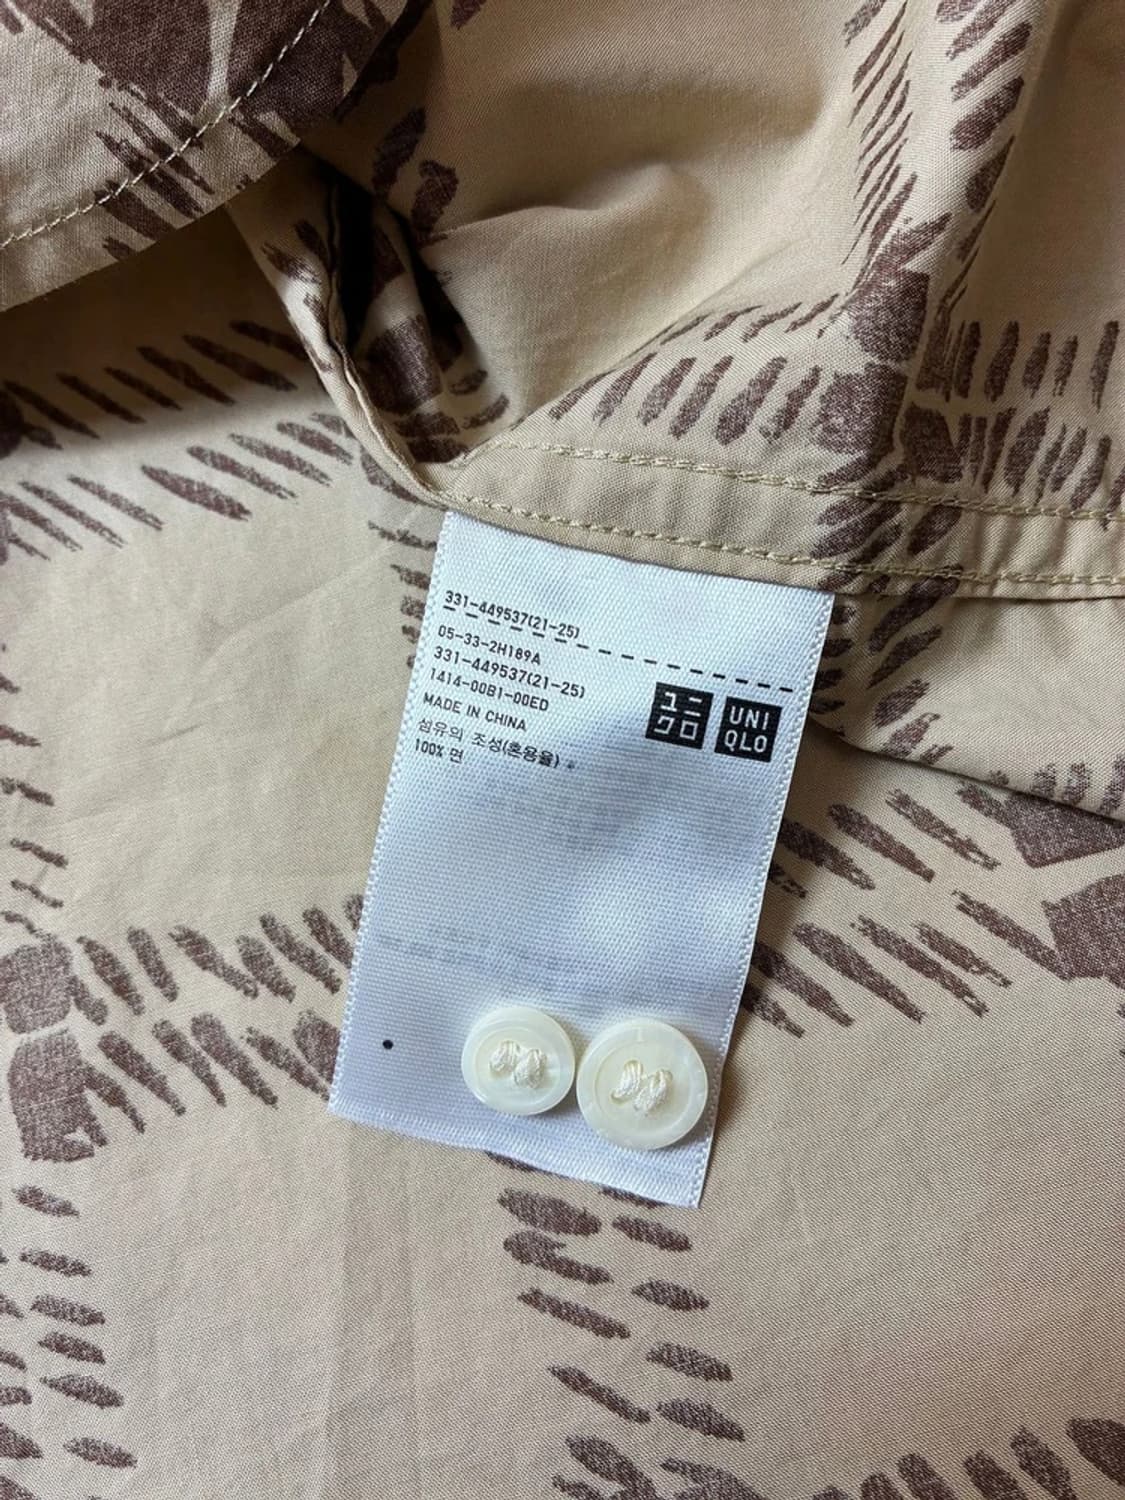 331-449537(21-25)
05-33-2H189A
331-449537(21-25)
1414-00B1-00ED
MADE IN CHINA
섬유의 조성(혼용율)
100% 면
ユニ
クロ
UNI
QLO